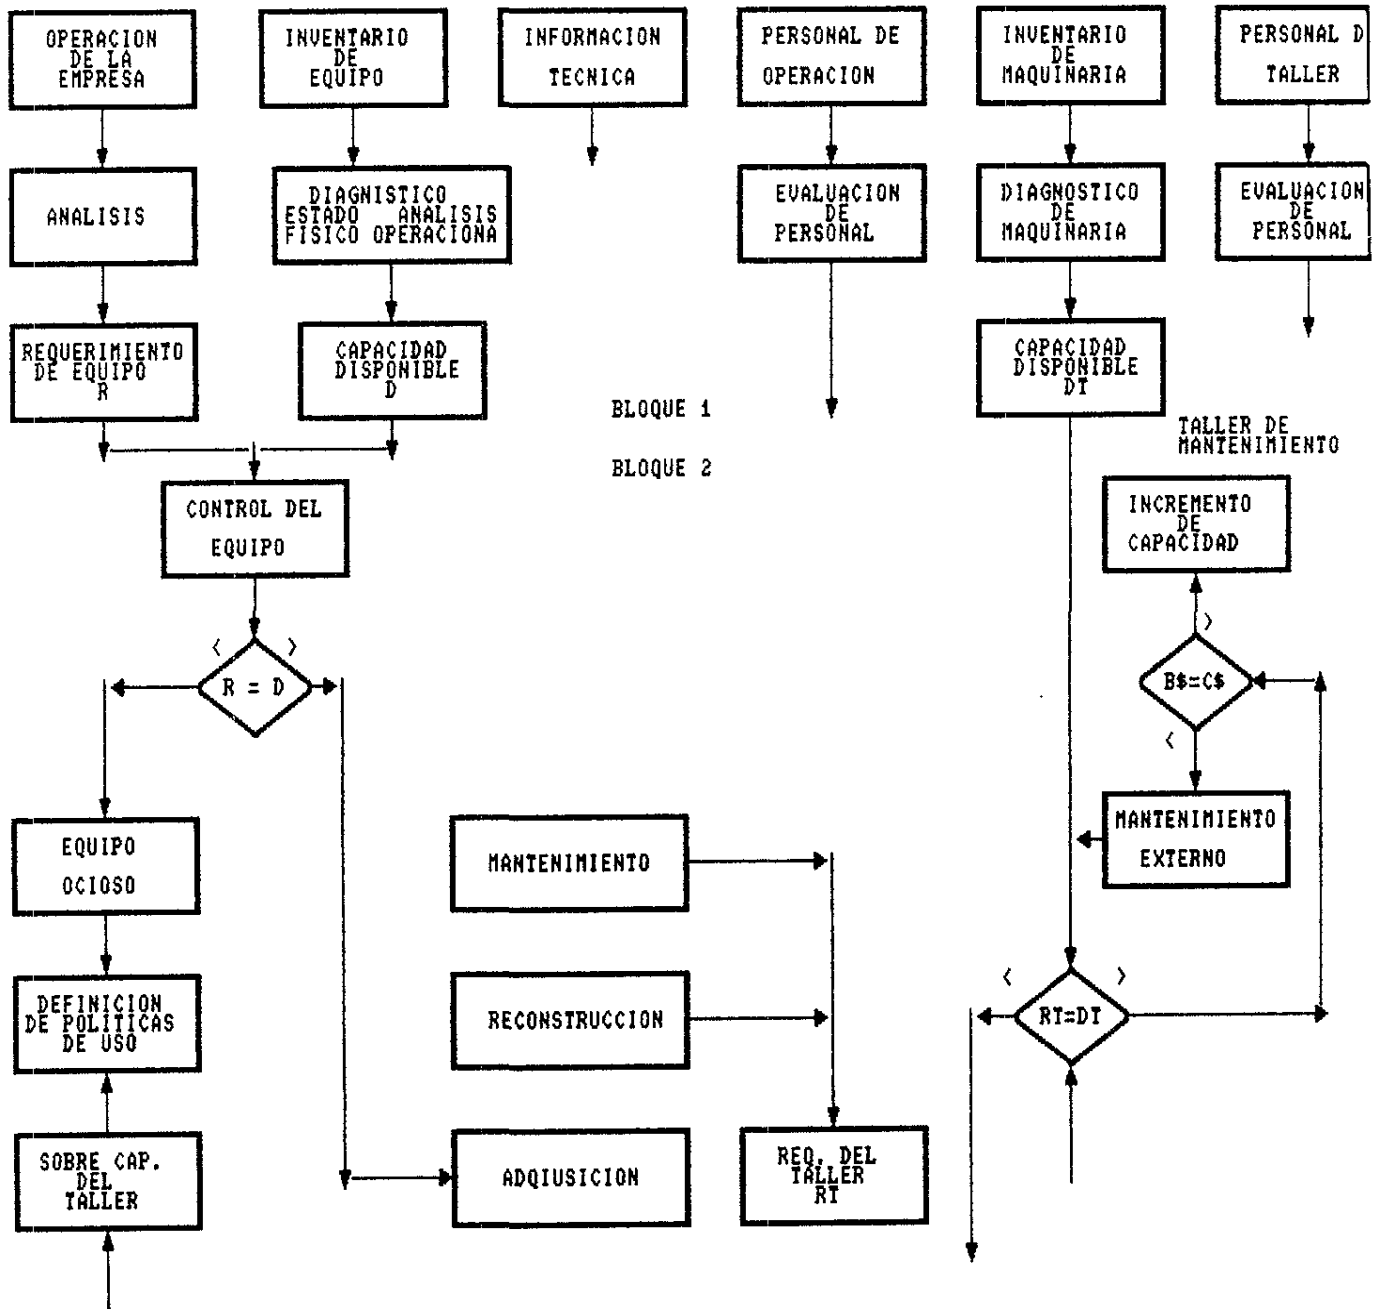 OPERACION
DE LA
EMPRESA
INVENTARIO
DE
EQUIPO
INFORMACION
TECNICA
PERSONAL DE
OPERACION
INVENTARIO
DE
MAQUINARIA
PERSONAL D
TALLER
ANALISIS
DIAGNISTICO
ESTADO ANALISIS
FISICO OPERACIONA
EVALUACION
DE
PERSONAL
DIAGNOSTICO
DE
MAQUINARIA
EVALUACION
DE
PERSONAL
REQUERIMIENTO
DE EQUIPO
R
CAPACIDAD
DISPONIBLE
D
CAPACIDAD
DISPONIBLE
DT
BLOQUE 1
BLOQUE 2
TALLER DE
MANTENIMIENTO
CONTROL DEL
EQUIPO
INCREMENTO
DE
CAPACIDAD
< >
R = D
>
B$=C$
<
EQUIPO
OCIOSO
MANTENIMIENTO
MANTENIMIENTO
EXTERNO
DEFINICION
DE POLITICAS
DE USO
RECONSTRUCCION
< >
RT=DT
SOBRE CAP.
DEL
TALLER
ADQIUSICION
REQ. DEL
TALLER
RT